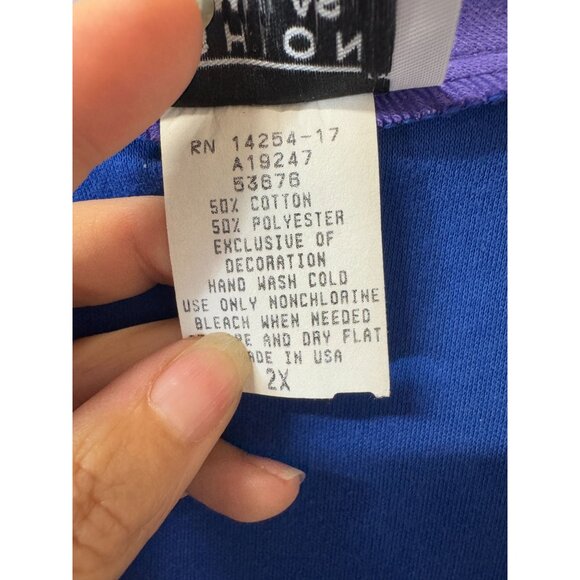 RN 14254-17
A19247
53676
50% COTTON
50% POLYESTER
EXCLUSIVE OF
DECORATION
HAND WASH COLD
USE ONLY NONCHLORINE
BLEACH WHEN NEEDED
AND DRY FLAT
IN USA
2X